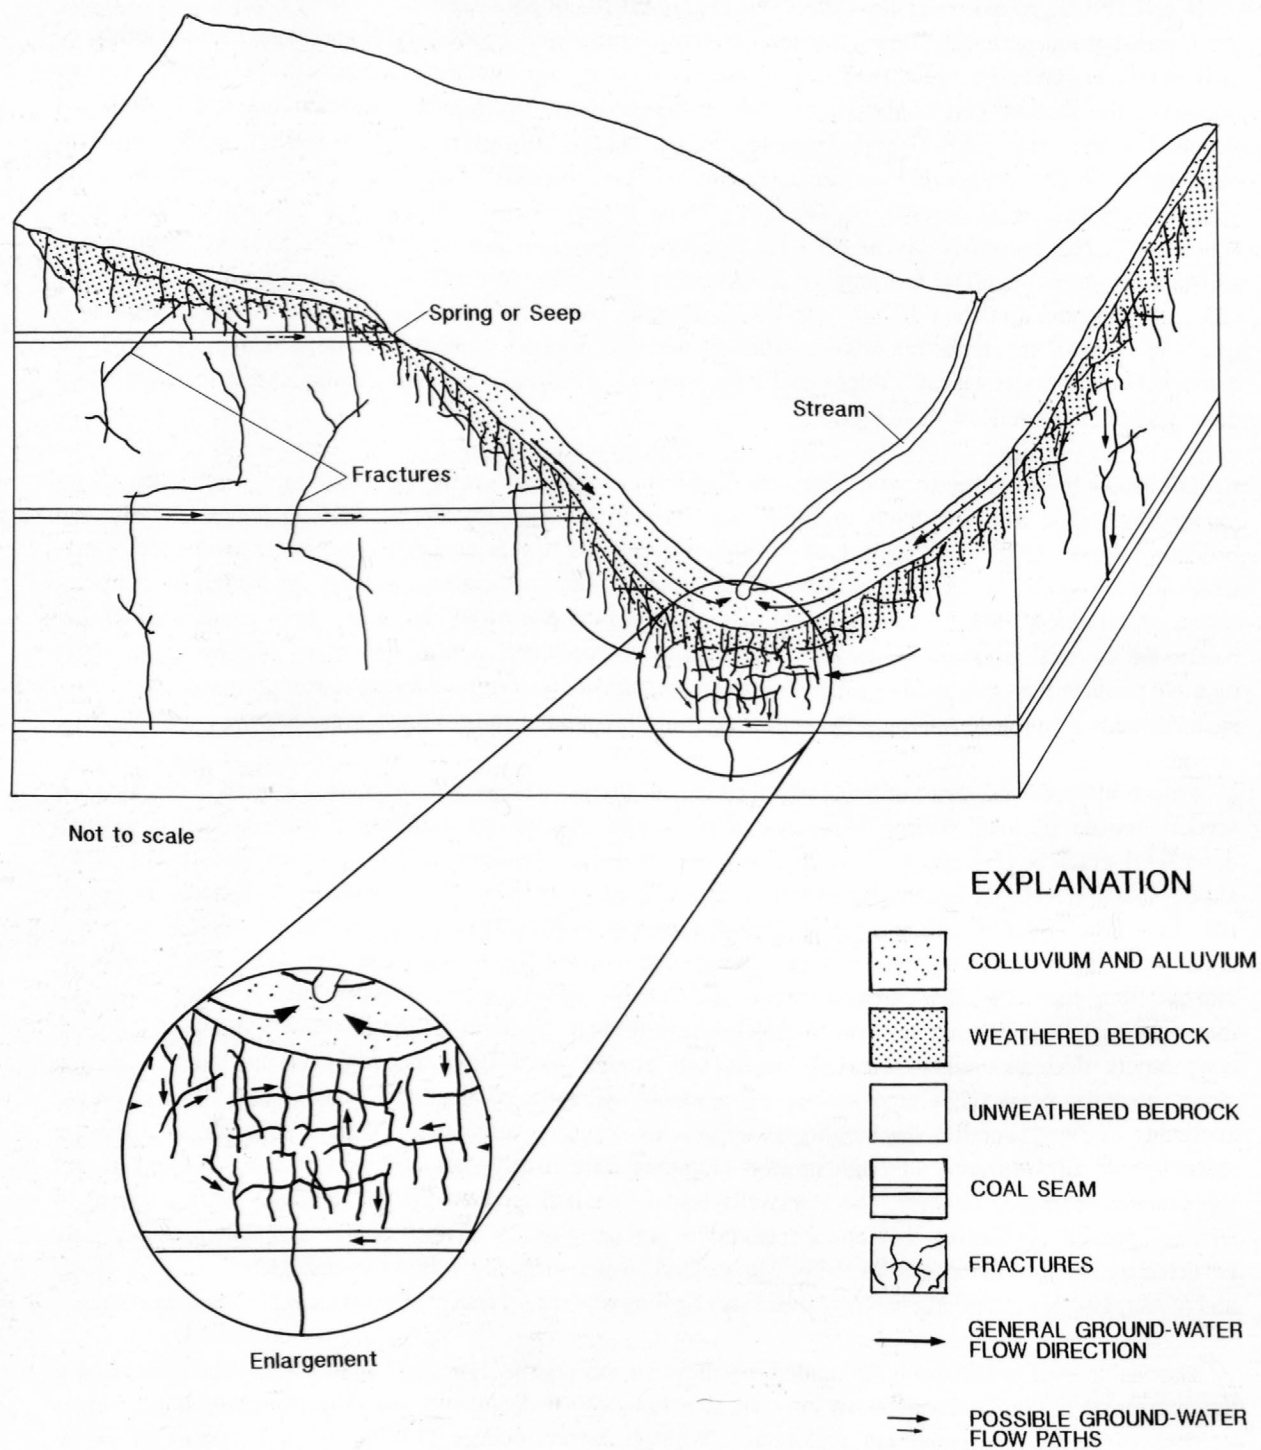 Spring or Seep
Stream
Fractures
Not to scale
EXPLANATION
COLLUVIUM AND ALLUVIUM
WEATHERED BEDROCK
UNWEATHERED BEDROCK
COAL SEAM
FRACTURES
GENERAL GROUND-WATER
FLOW DIRECTION
Enlargement
POSSIBLE GROUND-WATER
FLOW PATHS